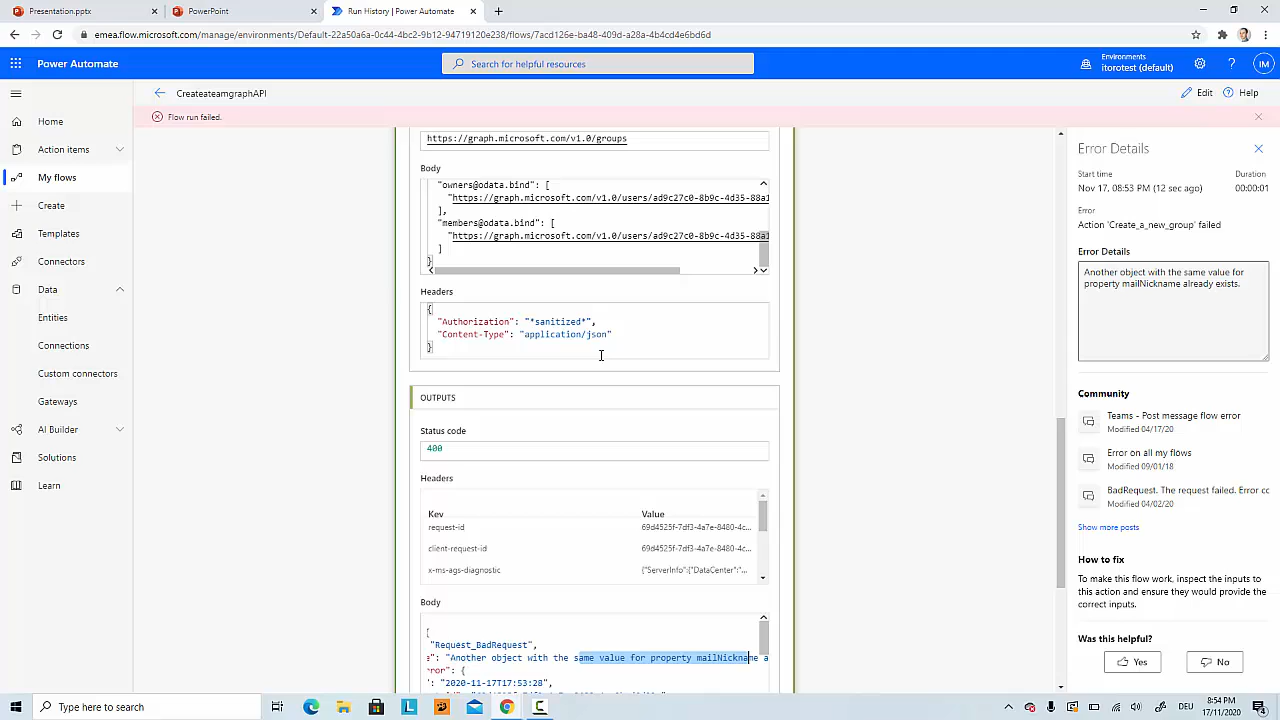 Presentation.pptx
PowerPoint
Run History | Power Automate
emea.flow.microsoft.com/manage/environments/Default-22a50a6a-0c44-4bc2-9b12-94719120e238/flows/7acd126e-ba48-409d-a28a-4b4cd4e6bd6d
Power Automate
Search for helpful resources
Environments
itorotest (default)
IM
CreateateamgraphAPI
Edit
Help
Flow run failed.
Home
Action items
My flows
Create
Templates
Connectors
Data
Entities
Connections
Custom connectors
Gateways
AI Builder
Solutions
Learn
https://graph.microsoft.com/v1.0/groups
Body
"owners@odata.bind": [
"https://graph.microsoft.com/v1.0/users/ad9c27c0-8b9c-4d35-88a1
],
"members@odata.bind": [
"https://graph.microsoft.com/v1.0/users/ad9c27c0-8b9c-4d35-88a1
]
}
Headers
{
"Authorization": "*sanitized*",
"Content-Type": "application/json"
}
OUTPUTS
Status code
400
Headers
Key Value
request-id 69d4525f-7df3-4a7e-8480-4c...
client-request-id 69d4525f-7df3-4a7e-8480-4c...
x-ms-ags-diagnostic {"ServerInfo":{"DataCenter":"...
Body
{
"Request_BadRequest",
e": "Another object with the same value for property mailNickname a
rror": {
": "2020-11-17T17:53:28",
Error Details
Start time Duration
Nov 17, 08:53 PM (12 sec ago) 00:00:01
Error
Action 'Create_a_new_group' failed
Error Details
Another object with the same value for
property mailNickname already exists.
Community
Teams - Post message flow error
Modified 04/17/20
Error on all my flows
Modified 09/01/18
BadRequest. The request failed. Error cc
Modified 04/02/20
Show more posts
How to fix
To make this flow work, inspect the inputs to
this action and ensure they would provide the
correct inputs.
Was this helpful?
Yes
No
Type here to search
DEU
8:54 PM
17/11/2020